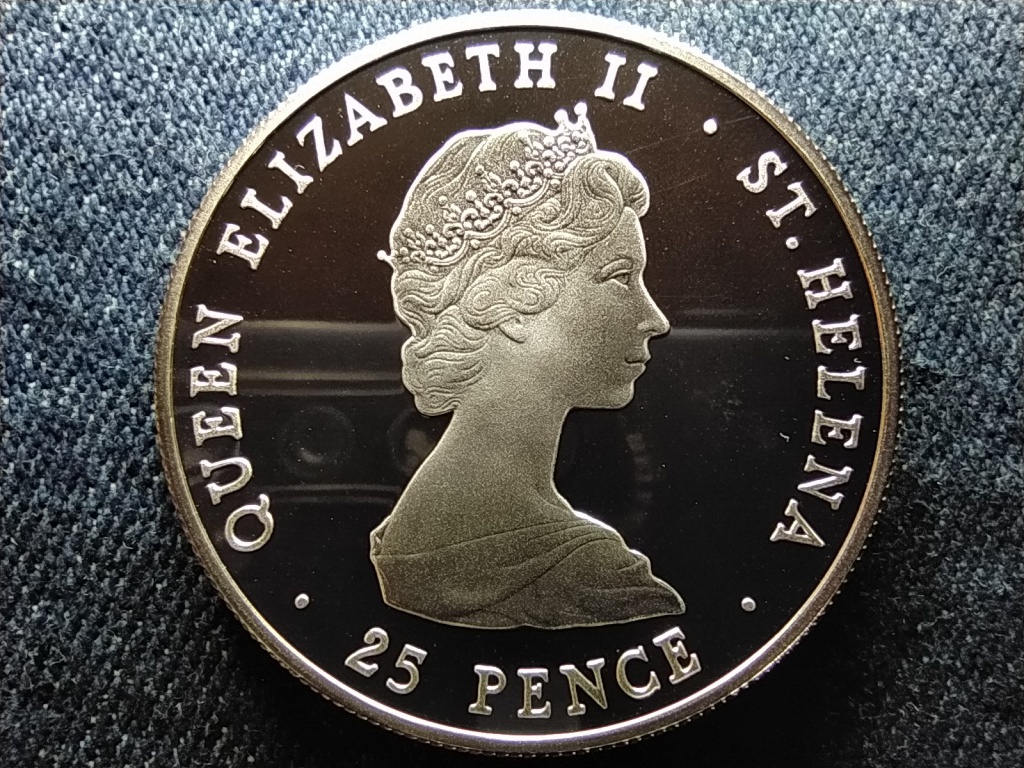 QUEEN ELIZABETH II · ST. HELENA ·
25 PENCE ·